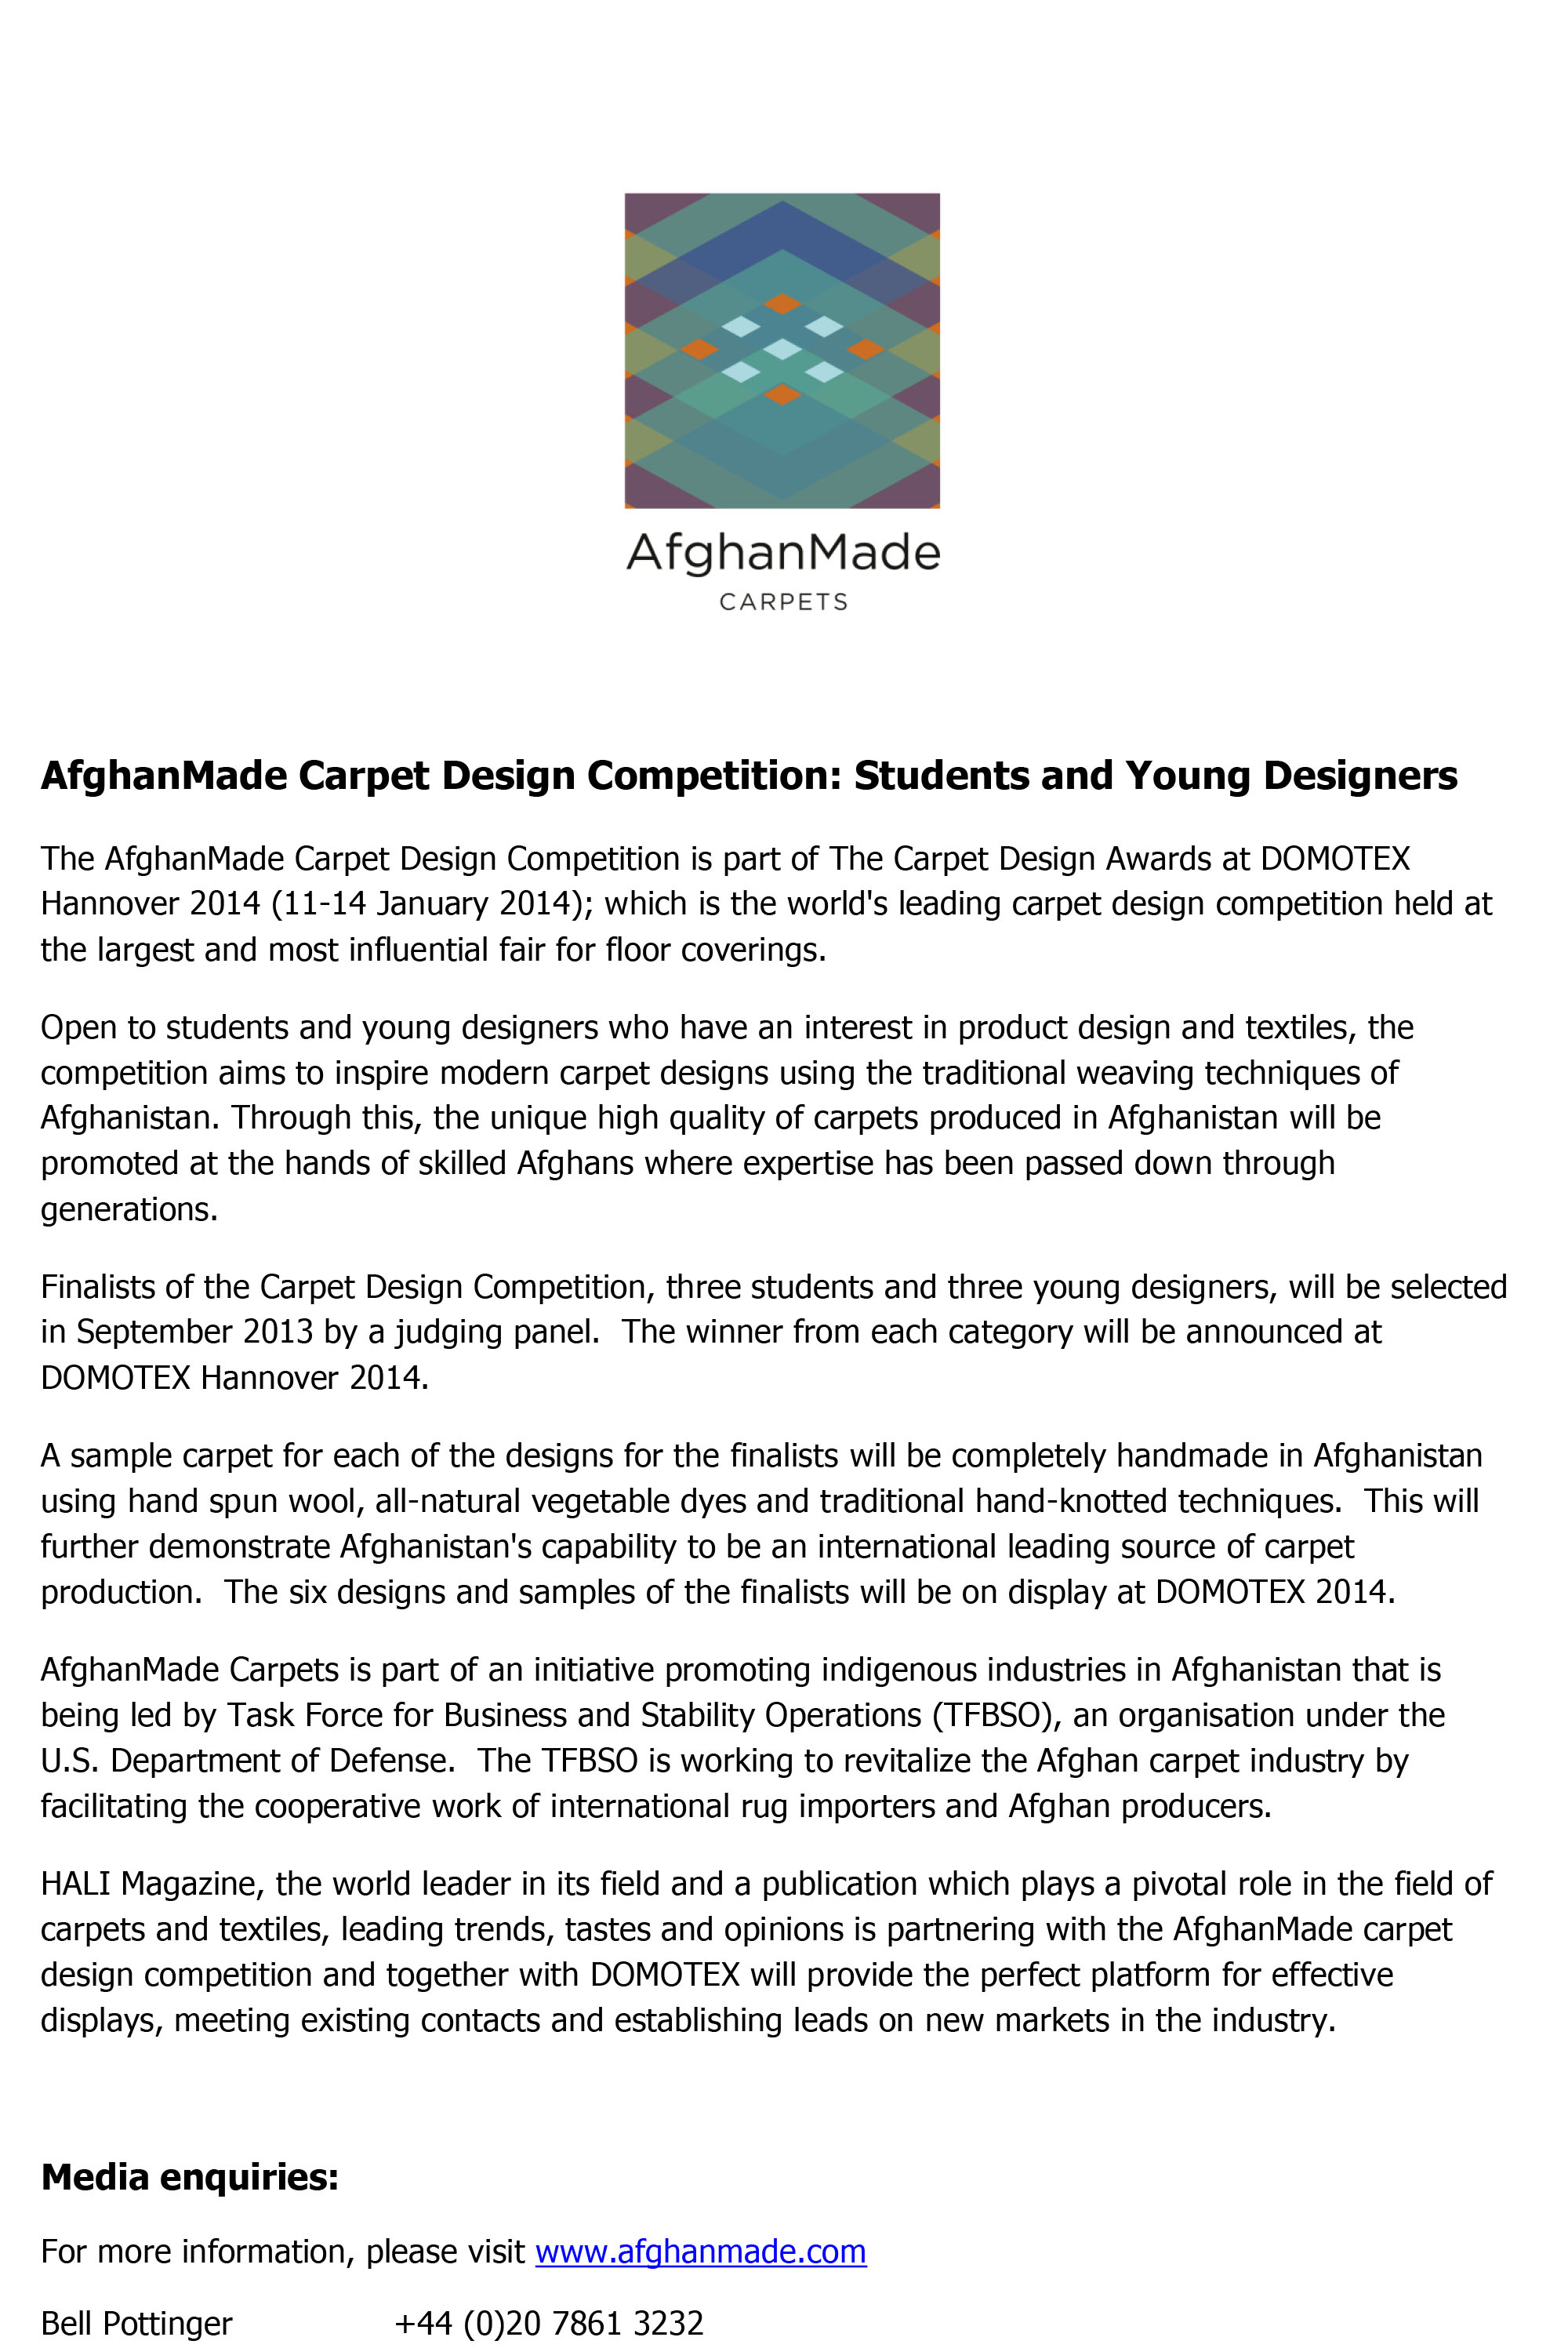 AfghanMade
CARPETS
AfghanMade Carpet Design Competition: Students and Young Designers
The AfghanMade Carpet Design Competition is part of The Carpet Design Awards at DOMOTEX
Hannover 2014 (11-14 January 2014); which is the world's leading carpet design competition held at
the largest and most influential fair for floor coverings.
Open to students and young designers who have an interest in product design and textiles, the
competition aims to inspire modern carpet designs using the traditional weaving techniques of
Afghanistan. Through this, the unique high quality of carpets produced in Afghanistan will be
promoted at the hands of skilled Afghans where expertise has been passed down through
generations.
Finalists of the Carpet Design Competition, three students and three young designers, will be selected
in September 2013 by a judging panel.  The winner from each category will be announced at
DOMOTEX Hannover 2014.
A sample carpet for each of the designs for the finalists will be completely handmade in Afghanistan
using hand spun wool, all-natural vegetable dyes and traditional hand-knotted techniques.  This will
further demonstrate Afghanistan's capability to be an international leading source of carpet
production.  The six designs and samples of the finalists will be on display at DOMOTEX 2014.
AfghanMade Carpets is part of an initiative promoting indigenous industries in Afghanistan that is
being led by Task Force for Business and Stability Operations (TFBSO), an organisation under the
U.S. Department of Defense.  The TFBSO is working to revitalize the Afghan carpet industry by
facilitating the cooperative work of international rug importers and Afghan producers.
HALI Magazine, the world leader in its field and a publication which plays a pivotal role in the field of
carpets and textiles, leading trends, tastes and opinions is partnering with the AfghanMade carpet
design competition and together with DOMOTEX will provide the perfect platform for effective
displays, meeting existing contacts and establishing leads on new markets in the industry.
Media enquiries:
For more information, please visit www.afghanmade.com
Bell Pottinger +44 (0)20 7861 3232